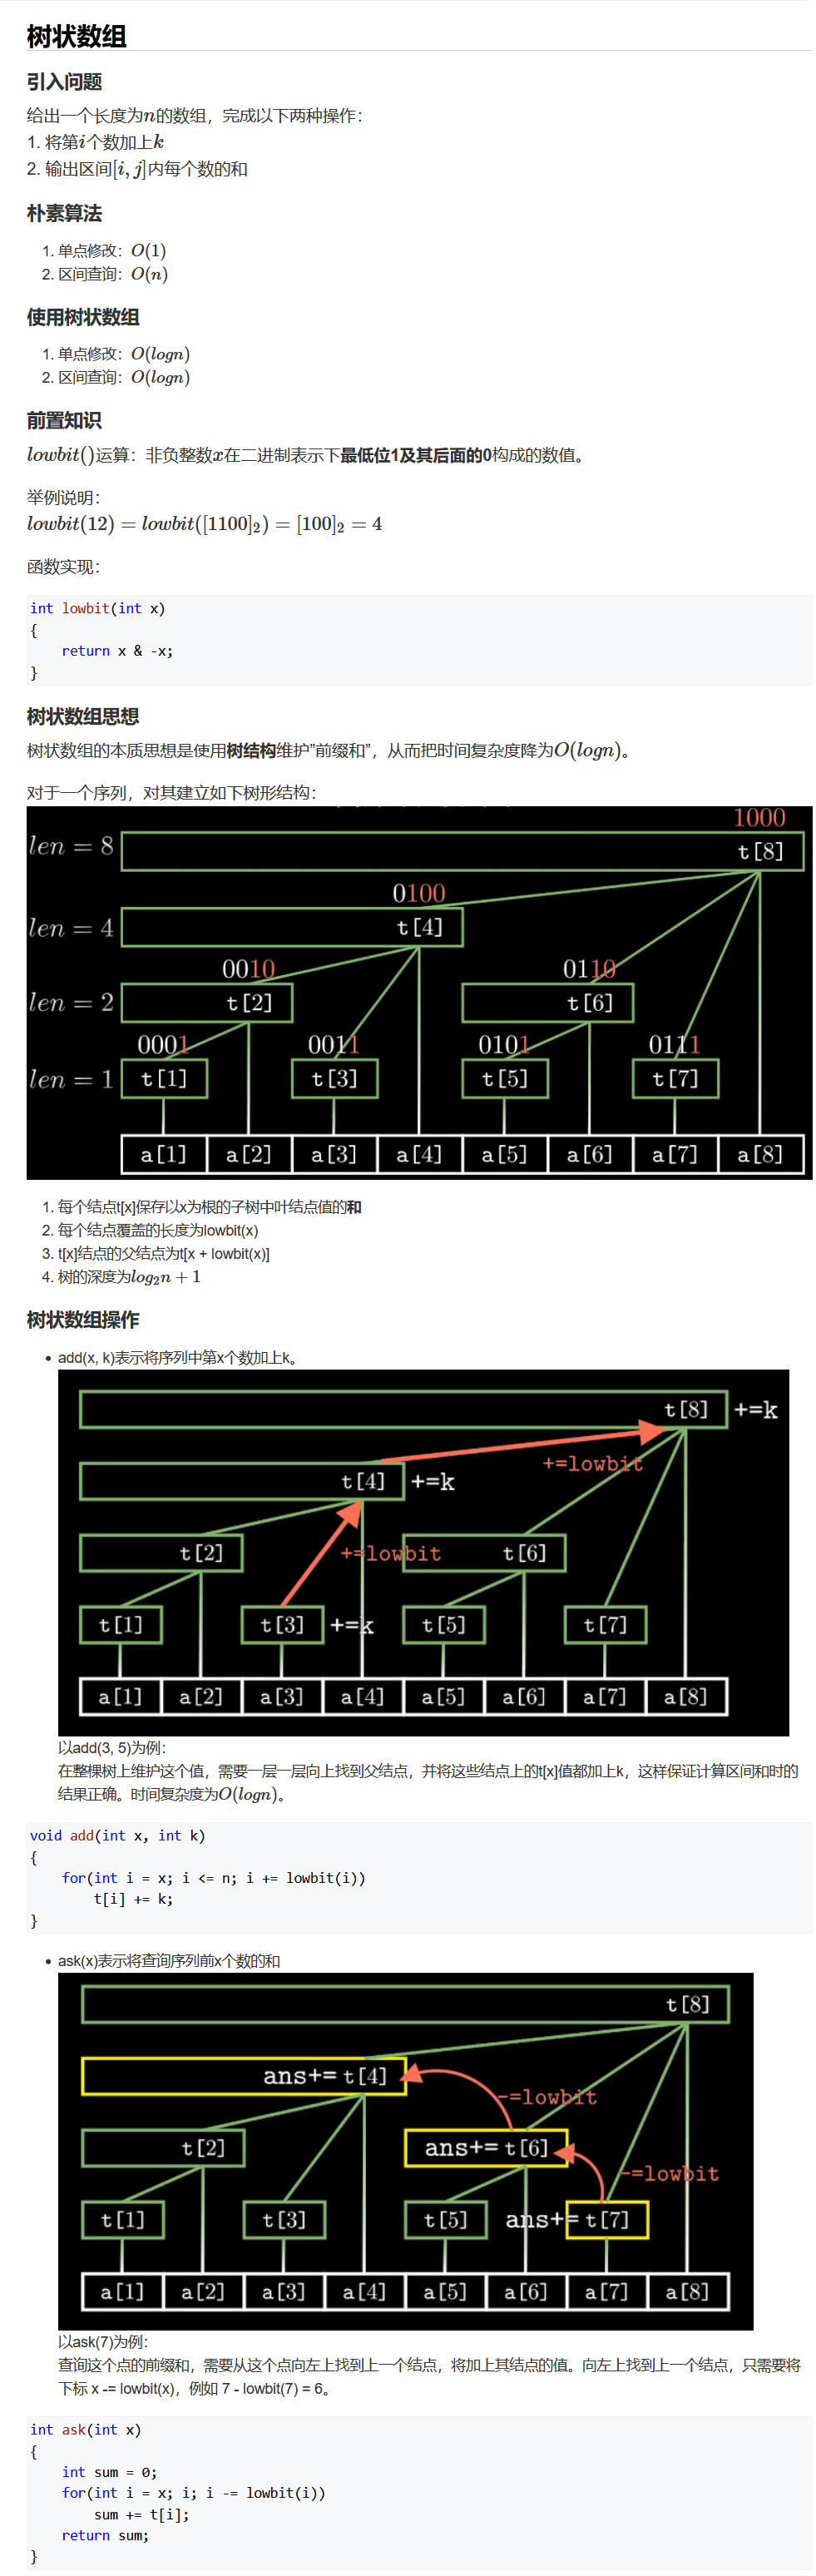 树状数组
引入问题
给出一个长度为n的数组，完成以下两种操作：
1. 将第i个数加上k
2. 输出区间[i, j]内每个数的和
朴素算法
1. 单点修改：O(1)
2. 区间查询：O(n)
使用树状数组
1. 单点修改：O(logn)
2. 区间查询：O(logn)
前置知识
lowbit()运算：非负整数x在二进制表示下最低位1及其后面的0构成的数值。
举例说明：
lowbit(12) = lowbit([1100]₂) = [100]₂ = 4
函数实现：
int lowbit(int x)
{
    return x & -x;
}
树状数组思想
树状数组的本质思想是使用树结构维护”前缀和”，从而把时间复杂度降为O(logn)。
对于一个序列，对其建立如下树形结构：
1000
len = 8 t[8]
0100
len = 4 t[4]
0010 0110
len = 2 t[2] t[6]
0001 0011 0101 0111
len = 1 t[1] t[3] t[5] t[7]
a[1] a[2] a[3] a[4] a[5] a[6] a[7] a[8]
1. 每个结点t[x]保存以x为根的子树中叶结点值的和
2. 每个结点覆盖的长度为lowbit(x)
3. t[x]结点的父结点为t[x + lowbit(x)]
4. 树的深度为log₂n + 1
树状数组操作
• add(x, k)表示将序列中第x个数加上k。
t[8] +=k
+=lowbit
t[4] +=k
t[2] +=lowbit t[6]
t[1] t[3] +=k t[5] t[7]
a[1] a[2] a[3] a[4] a[5] a[6] a[7] a[8]
以add(3, 5)为例：
在整棵树上维护这个值，需要一层一层向上找到父结点，并将这些结点上的t[x]值都加上k，这样保证计算区间和时的
结果正确。时间复杂度为O(logn)。
void add(int x, int k)
{
    for(int i = x; i <= n; i += lowbit(i))
        t[i] += k;
}
• ask(x)表示将查询序列前x个数的和
t[8]
ans+= t[4]
-=lowbit
t[2] ans+= t[6]
-=lowbit
t[1] t[3] t[5] ans+= t[7]
a[1] a[2] a[3] a[4] a[5] a[6] a[7] a[8]
以ask(7)为例：
查询这个点的前缀和，需要从这个点向左上找到上一个结点，将加上其结点的值。向左上找到上一个结点，只需要将
下标 x -= lowbit(x)，例如 7 - lowbit(7) = 6。
int ask(int x)
{
    int sum = 0;
    for(int i = x; i; i -= lowbit(i))
        sum += t[i];
    return sum;
}